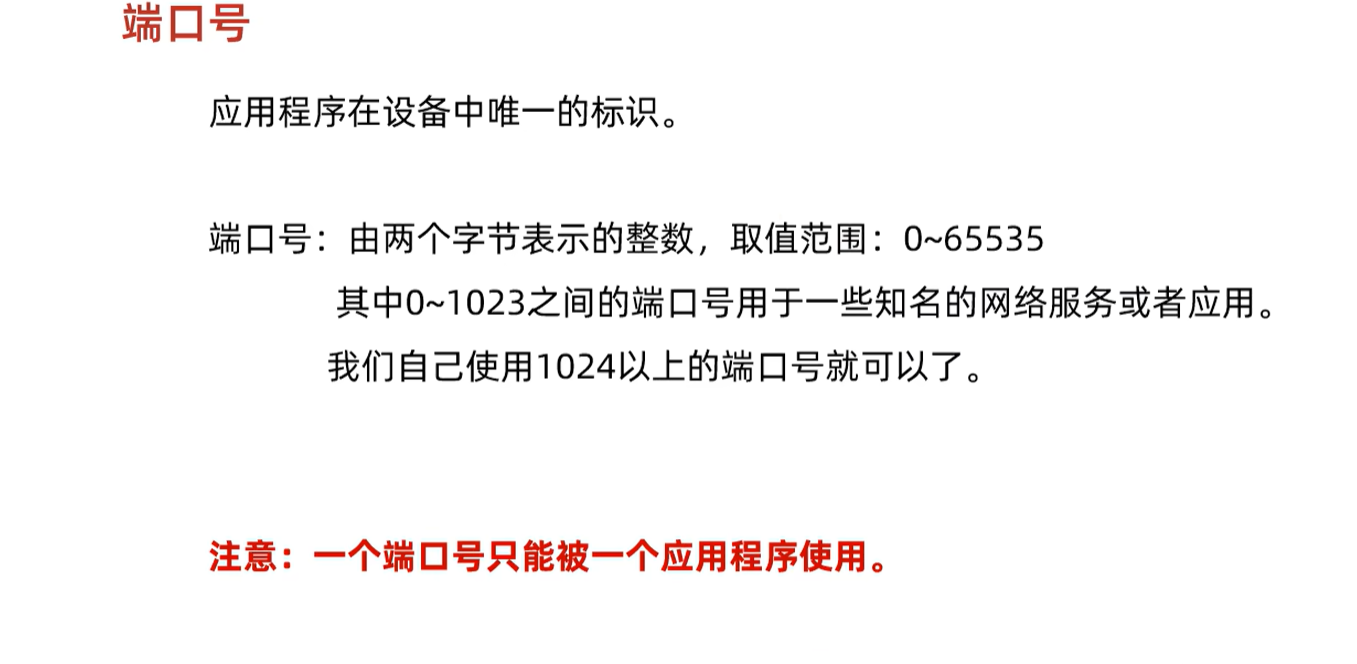 端口号
应用程序在设备中唯一的标识。
端口号：由两个字节表示的整数，取值范围：0~65535
其中0~1023之间的端口号用于一些知名的网络服务或者应用。
我们自己使用1024以上的端口号就可以了。
注意：一个端口号只能被一个应用程序使用。